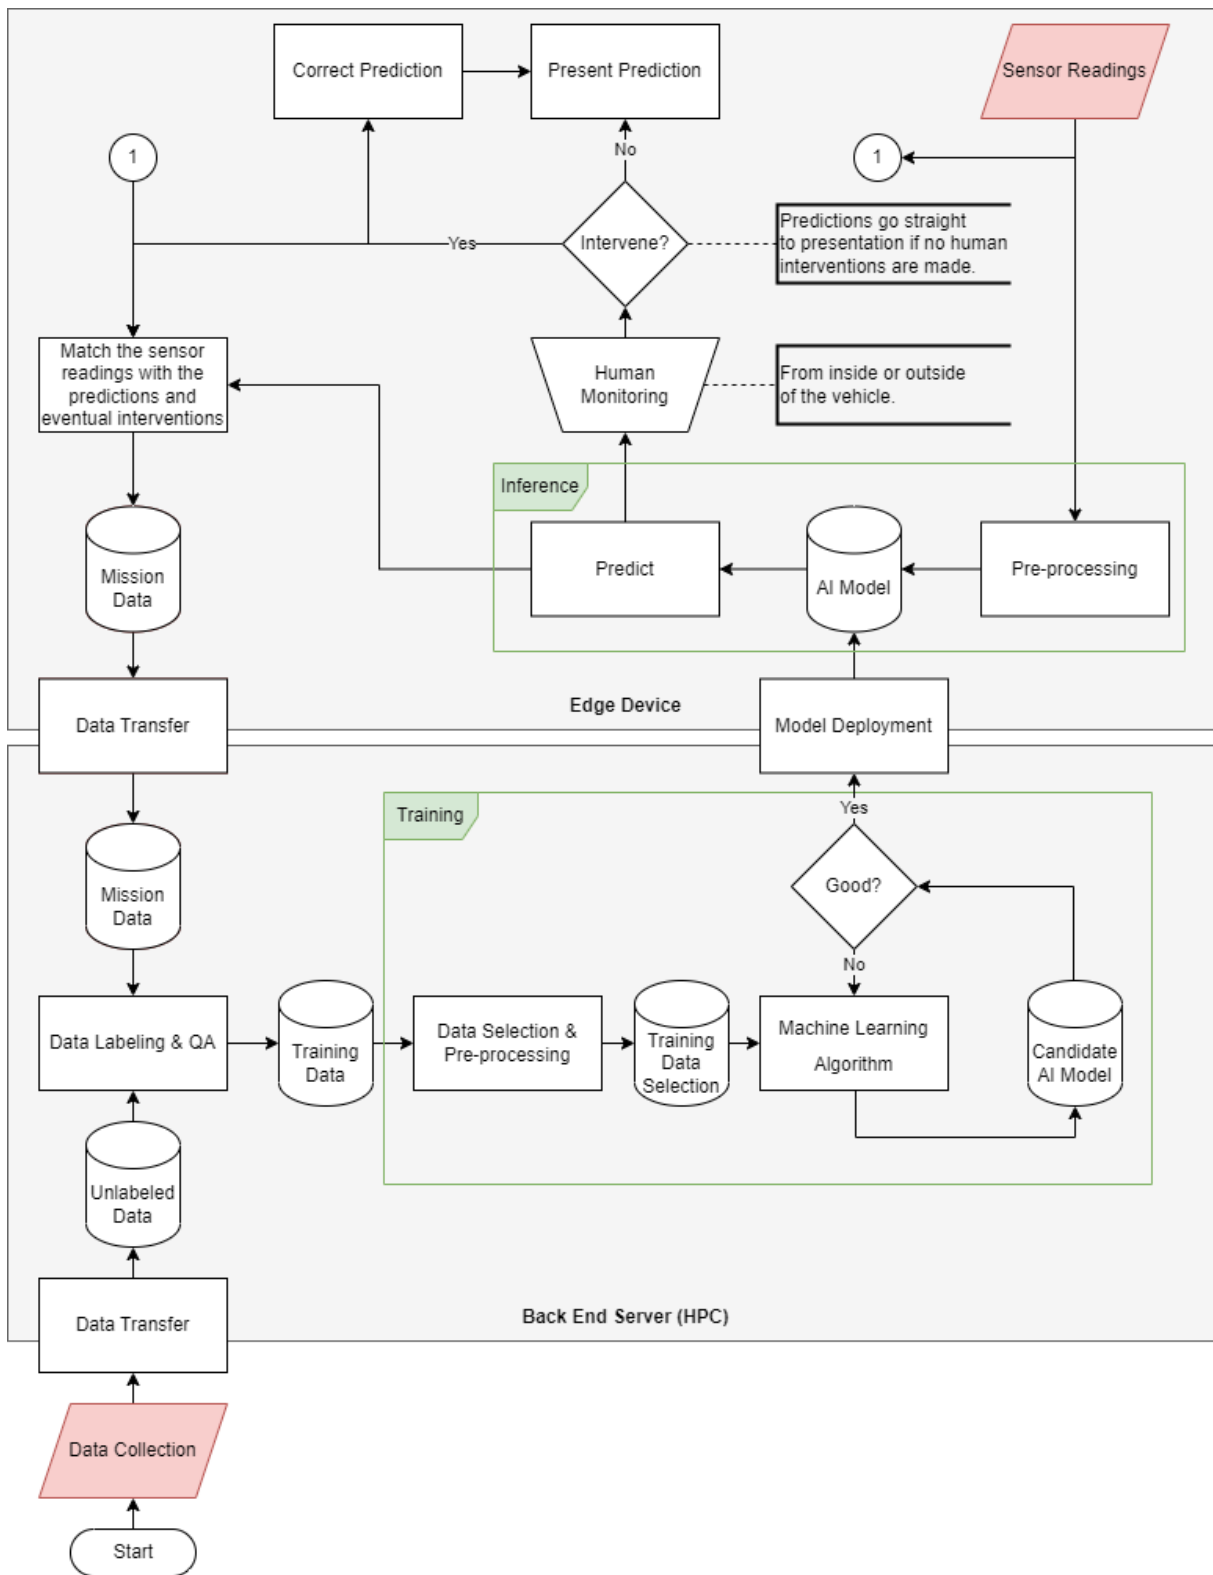 Correct Prediction
Present Prediction
Sensor Readings
1
No
1
Predictions go straight
to presentation if no human
interventions are made.
Yes
Intervene?
Match the sensor
readings with the
predictions and
eventual interventions
Human
Monitoring
From inside or outside
of the vehicle.
Inference
Mission
Data
Predict
AI Model
Pre-processing
Edge Device
Data Transfer
Model Deployment
Training
Yes
Mission
Data
Good?
No
Data Labeling & QA
Training
Data
Data Selection &
Pre-processing
Training
Data
Selection
Machine Learning
Algorithm
Candidate
AI Model
Unlabeled
Data
Back End Server (HPC)
Data Transfer
Data Collection
Start